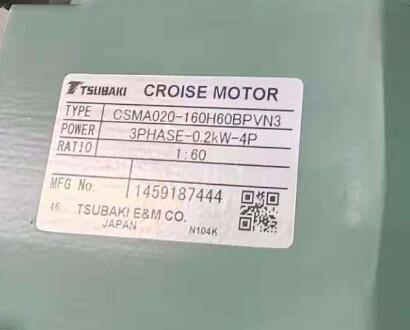 TSUBAKI CROISE MOTOR
TYPE CSMA020-160H60BPVN3
POWER 3PHASE-0.2kW-4P
RATIO 1:60
MFG No. 1459187444
46 TSUBAKI E&M CO.
JAPAN N104K